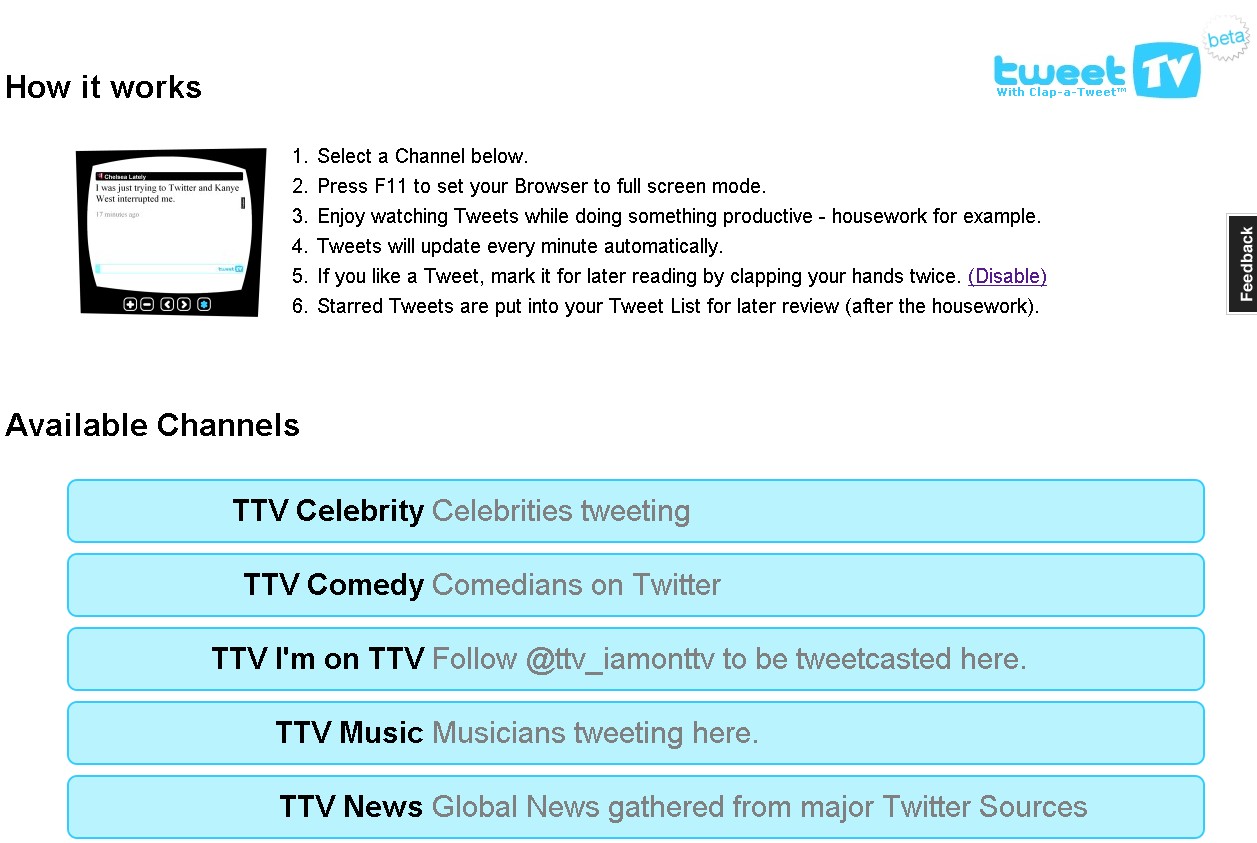 beta
tweet TV
With Clap-a-Tweet™
How it works
Chelsea Lately
I was just trying to Twitter and Kanye
West interrupted me.
17 minutes ago
tweet TV
1. Select a Channel below.
2. Press F11 to set your Browser to full screen mode.
3. Enjoy watching Tweets while doing something productive - housework for example.
4. Tweets will update every minute automatically.
5. If you like a Tweet, mark it for later reading by clapping your hands twice. (Disable)
6. Starred Tweets are put into your Tweet List for later review (after the housework).
Feedback
Available Channels
TTV Celebrity Celebrities tweeting
TTV Comedy Comedians on Twitter
TTV I'm on TTV Follow @ttv_iamonttv to be tweetcasted here.
TTV Music Musicians tweeting here.
TTV News Global News gathered from major Twitter Sources